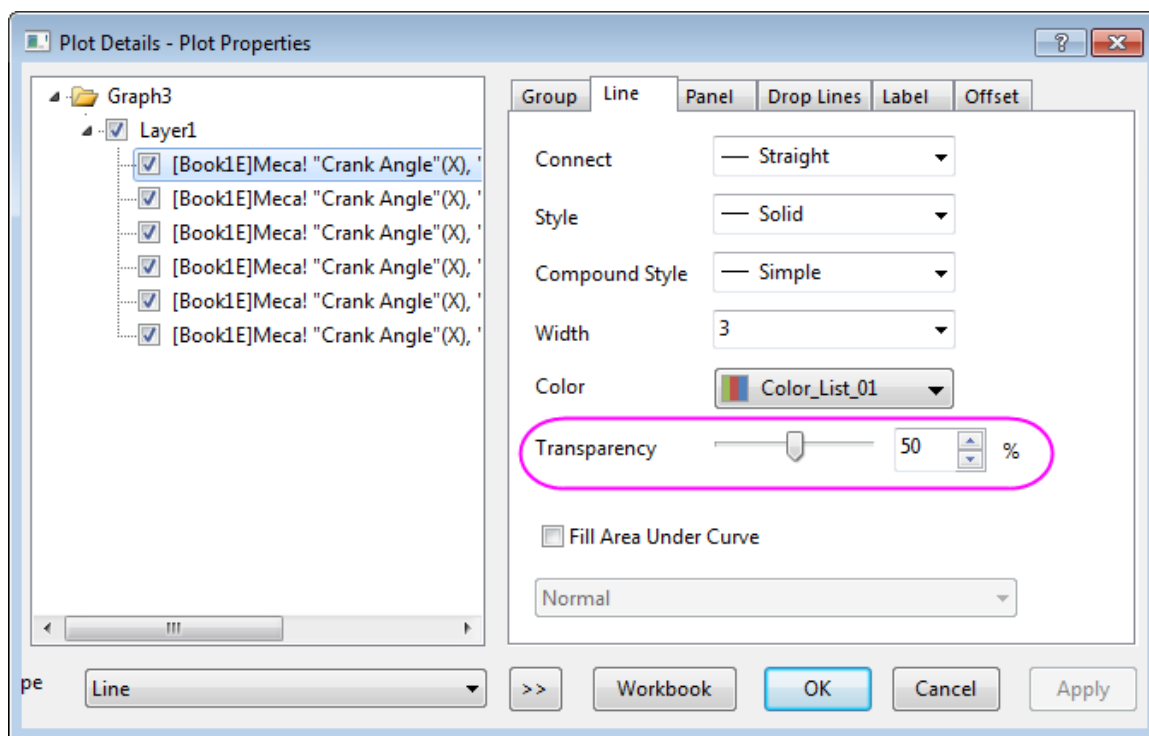 Plot Details - Plot Properties
Graph3
Layer1
[Book1E]Meca! "Crank Angle"(X), '
[Book1E]Meca! "Crank Angle"(X), '
[Book1E]Meca! "Crank Angle"(X), '
[Book1E]Meca! "Crank Angle"(X), '
[Book1E]Meca! "Crank Angle"(X), '
[Book1E]Meca! "Crank Angle"(X), '
Group Line Panel Drop Lines Label Offset
Connect Straight
Style Solid
Compound Style Simple
Width 3
Color Color_List_01
Transparency 50 %
Fill Area Under Curve
Normal
pe Line >> Workbook OK Cancel Apply